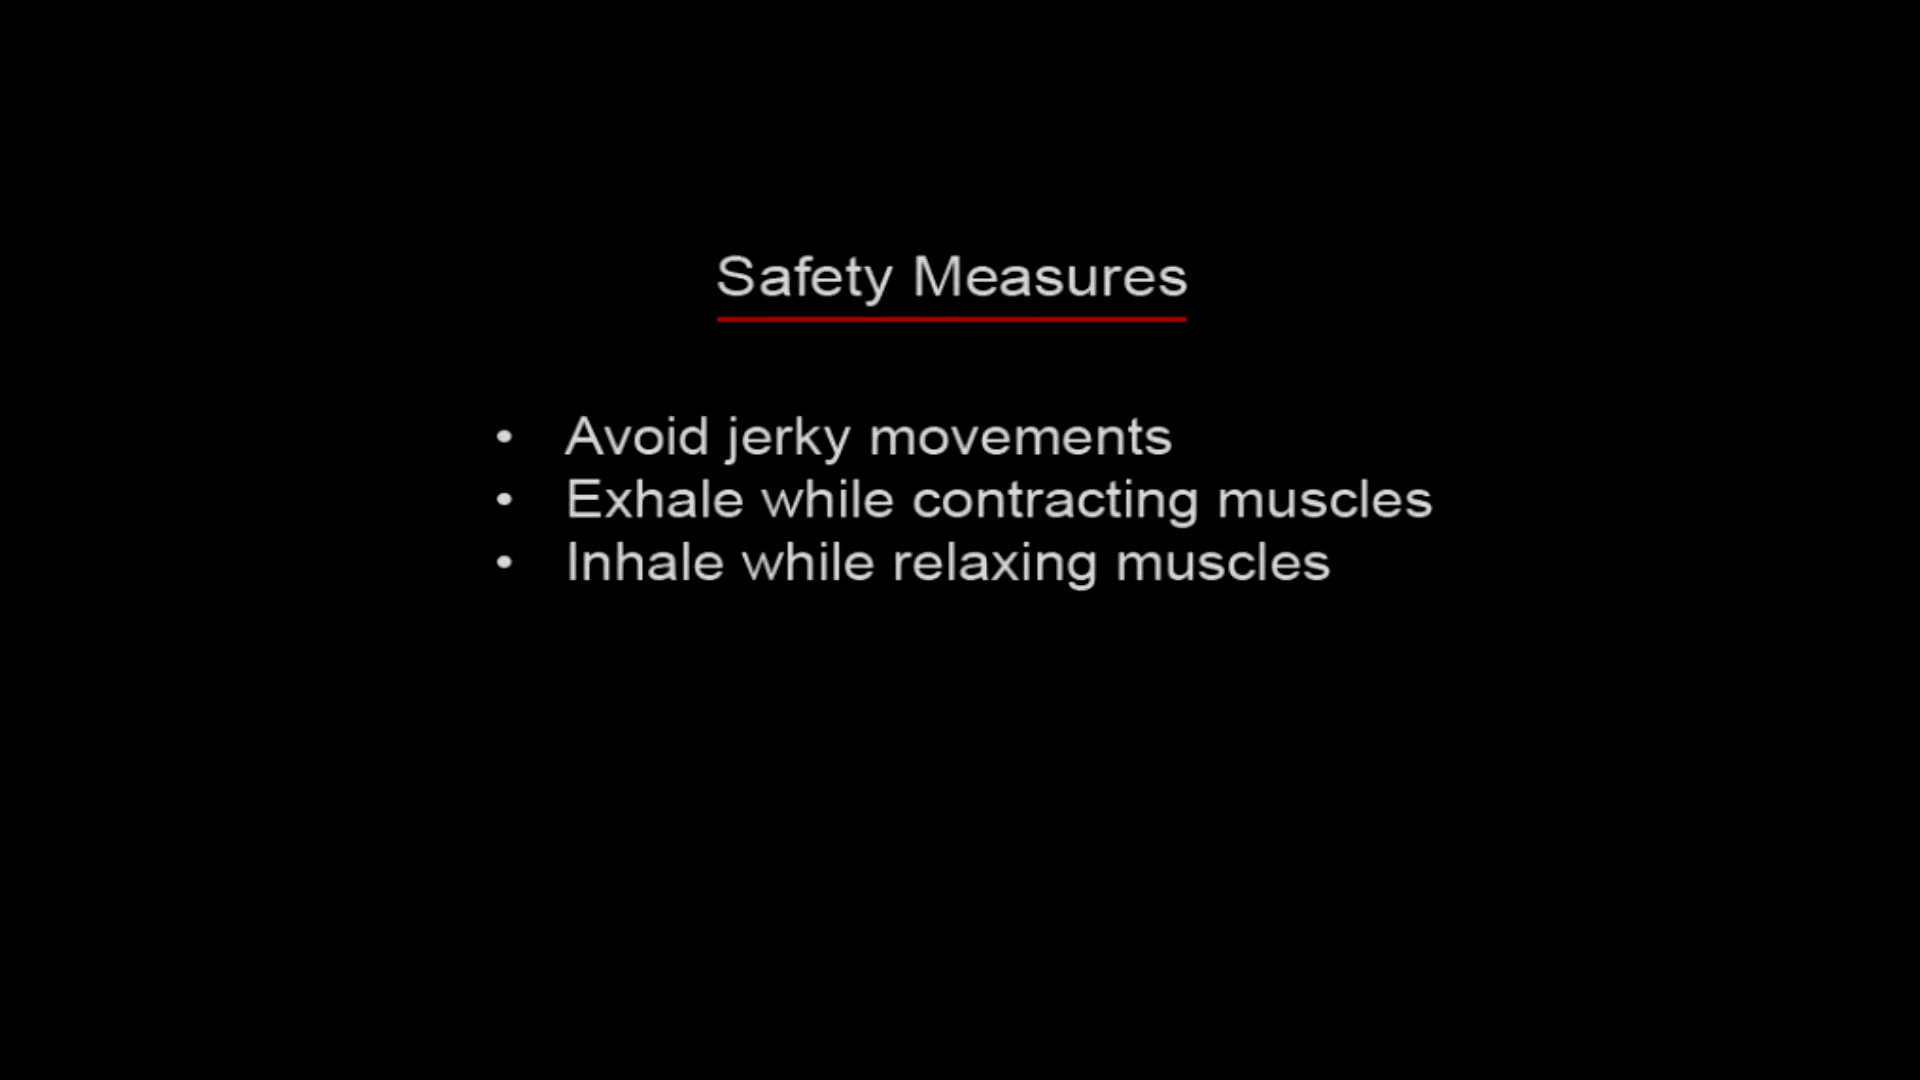 Safety Measures
• Avoid jerky movements
• Exhale while contracting muscles
• Inhale while relaxing muscles